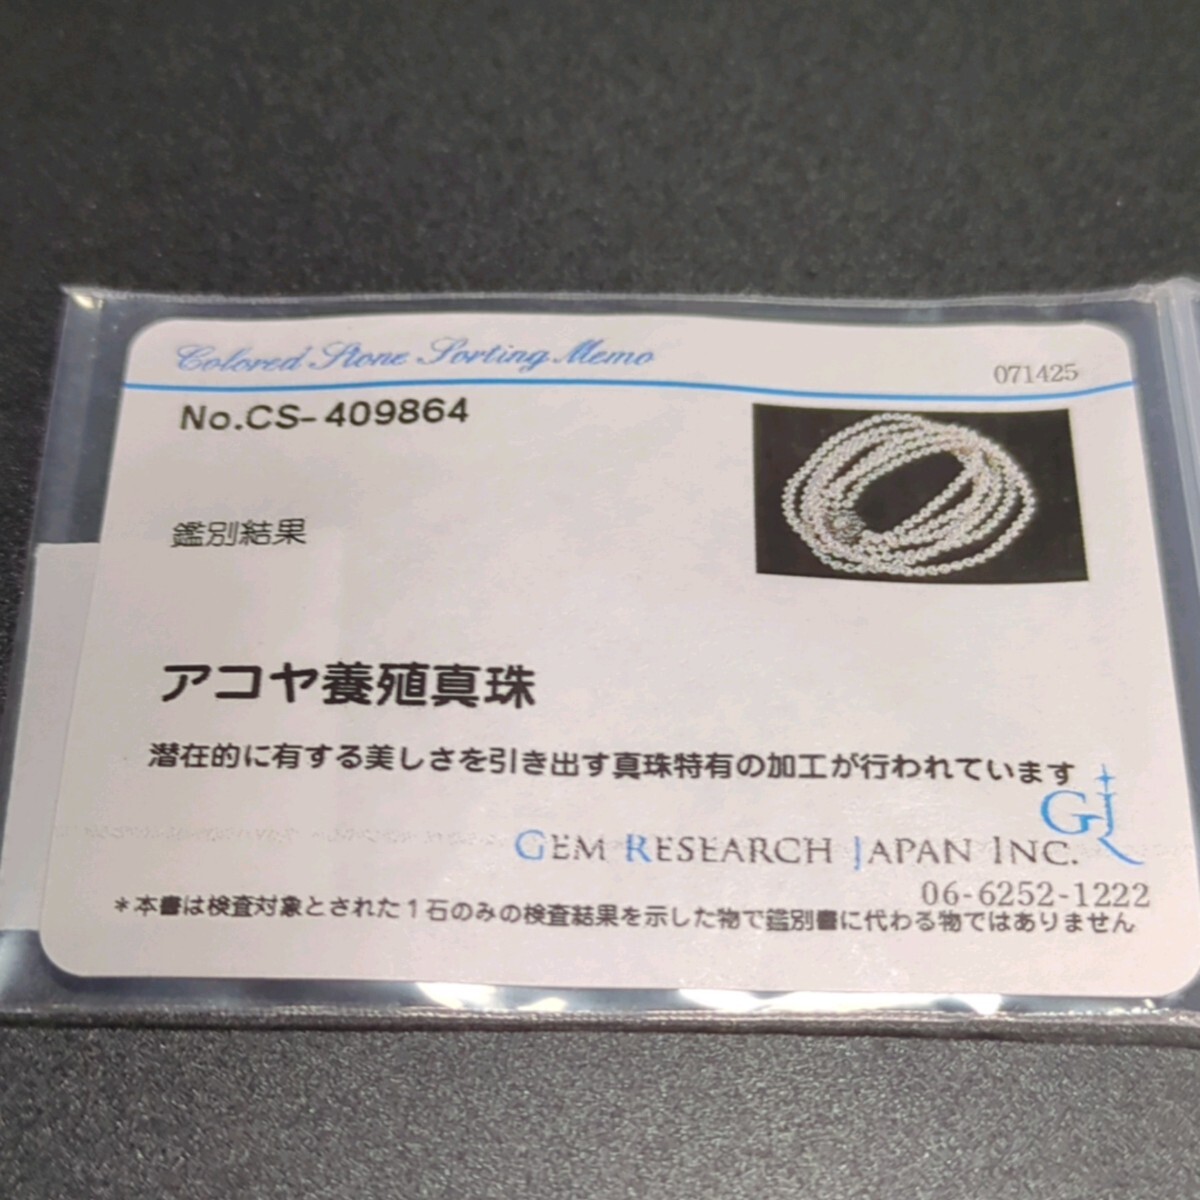 Colored Stone Sorting Memo
071425
No.CS-409864
鑑別結果
アコヤ養殖真珠
潜在的に有する美しさを引き出す真珠特有の加工が行われています
GJ
GEM RESEARCH JAPAN INC.
06-6252-1222
*本書は検査対象とされた1石のみの検査結果を示した物で鑑別書に代わる物ではありません